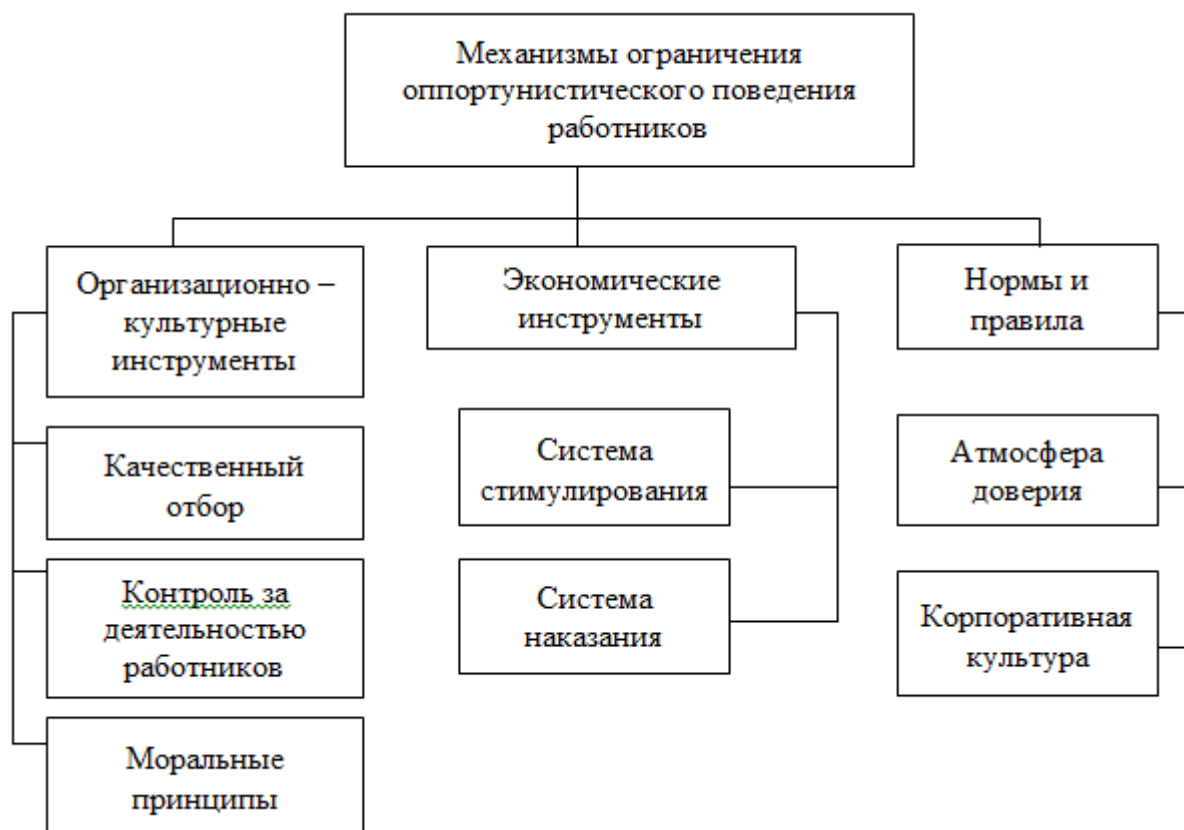 Механизмы ограничения
оппортунистического поведения
работников
Организационно –
культурные
инструменты
Качественный
отбор
Контроль за
деятельностью
работников
Моральные
принципы
Экономические
инструменты
Система
стимулирования
Система
наказания
Нормы и
правила
Атмосфера
доверия
Корпоративная
культура